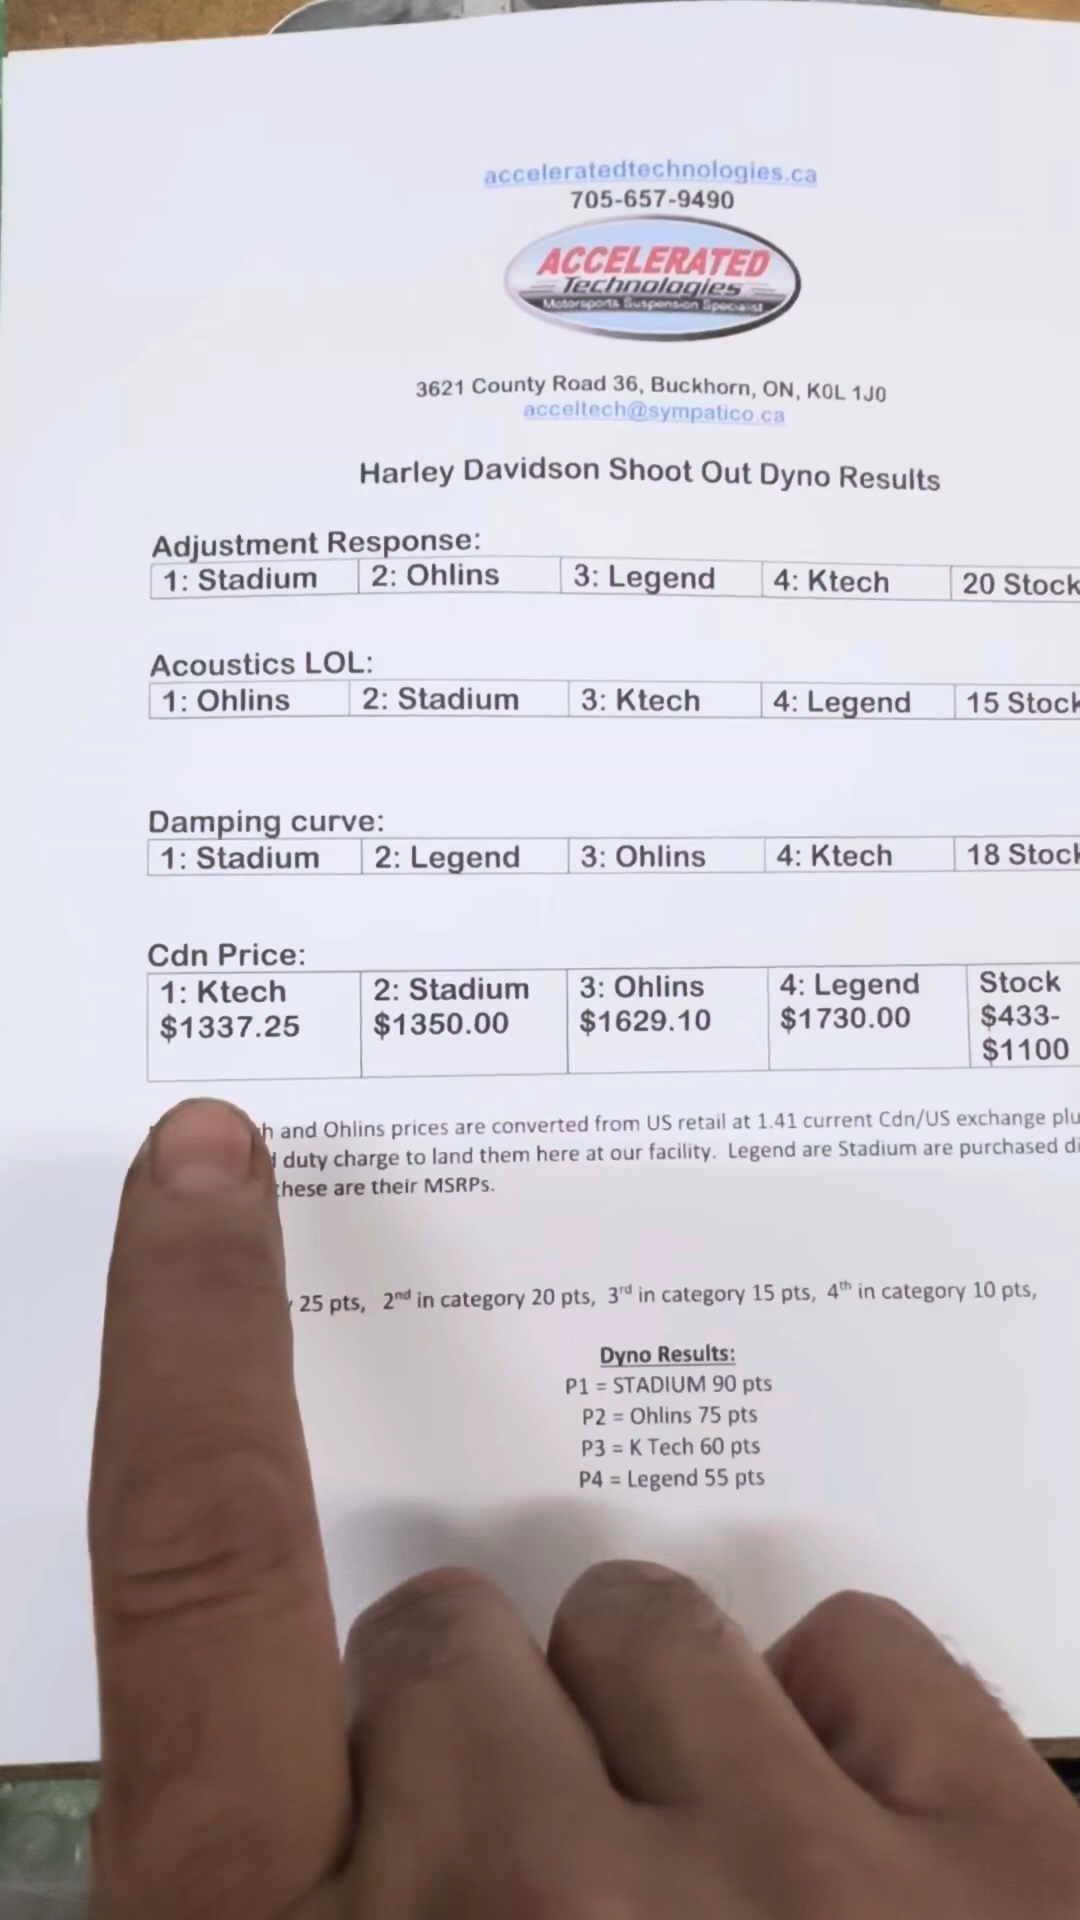 acceleratedtechnologies.ca
705-657-9490
ACCELERATED
Technologies
Motorsports Suspension Specialist
3621 County Road 36, Buckhorn, ON, K0L 1J0
acceltech@sympatico.ca
Harley Davidson Shoot Out Dyno Results
Adjustment Response:
1: Stadium 2: Ohlins 3: Legend 4: Ktech 20 Stock
Acoustics LOL:
1: Ohlins 2: Stadium 3: Ktech 4: Legend 15 Stock
Damping curve:
1: Stadium 2: Legend 3: Ohlins 4: Ktech 18 Stock
Cdn Price:
1: Ktech 2: Stadium 3: Ohlins 4: Legend Stock
$1337.25 $1350.00 $1629.10 $1730.00 $433-
$1100
and Ohlins prices are converted from US retail at 1.41 current Cdn/US exchange
duty charge to land them here at our facility. Legend are Stadium are purchased
these are their MSRPs.
25 pts, 2nd in category 20 pts, 3rd in category 15 pts, 4th in category 10 pts,
Dyno Results:
P1 = STADIUM 90 pts
P2 = Ohlins 75 pts
P3 = K Tech 60 pts
P4 = Legend 55 pts